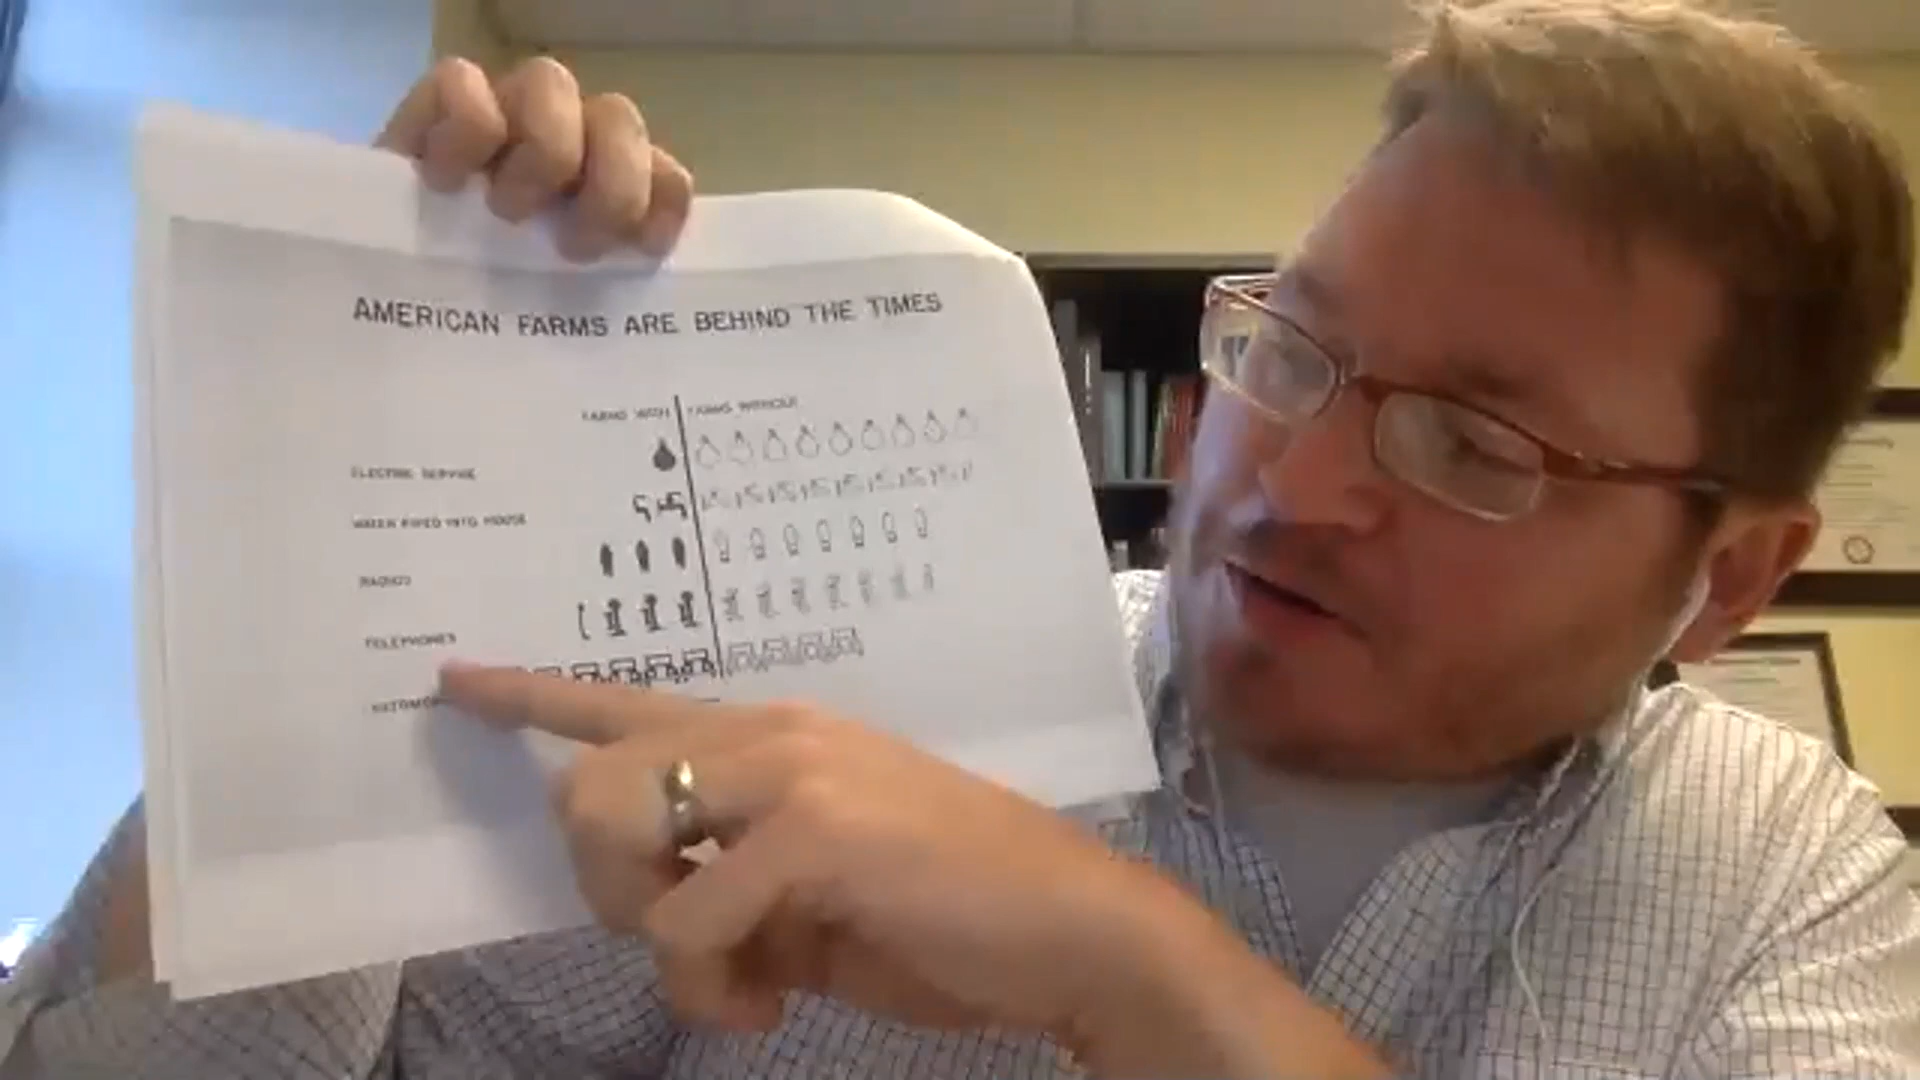 AMERICAN FARMS ARE BEHIND THE TIMES
FARMS WITH FARMS WITHOUT
ELECTRIC SERVICE
WATER PIPED INTO HOUSE
RADIOS
TELEPHONES